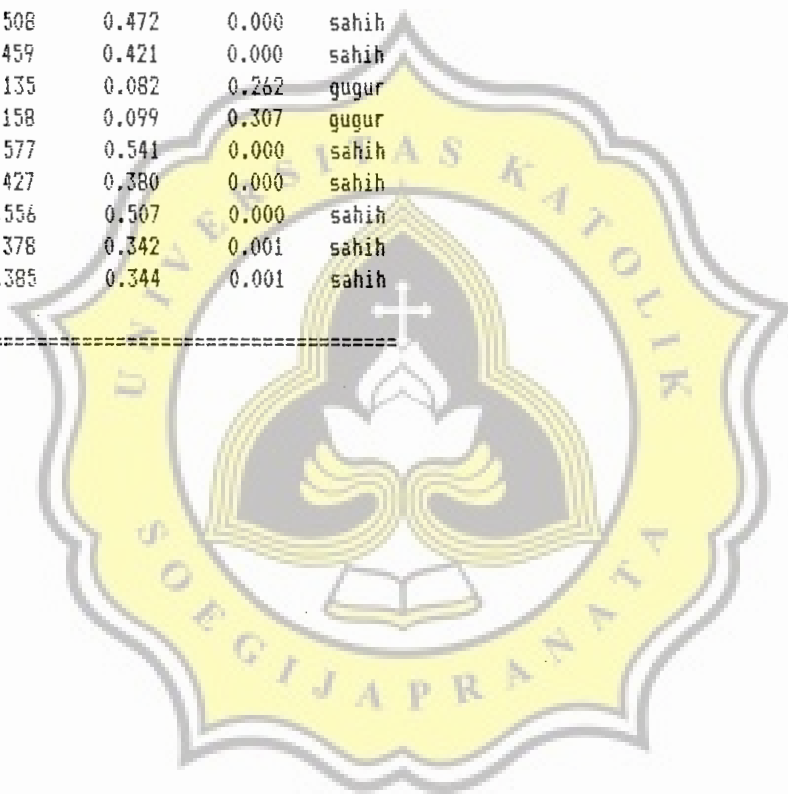 508 0.472 0.000 sahih
459 0.421 0.000 sahih
135 0.082 0.262 gugur
158 0.099 0.307 gugur
577 0.541 0.000 sahih
427 0.380 0.000 sahih
556 0.507 0.000 sahih
378 0.342 0.001 sahih
.385 0.344 0.001 sahih
UNIVERSITAS KATOLIK
SOEGIJAPRANATA